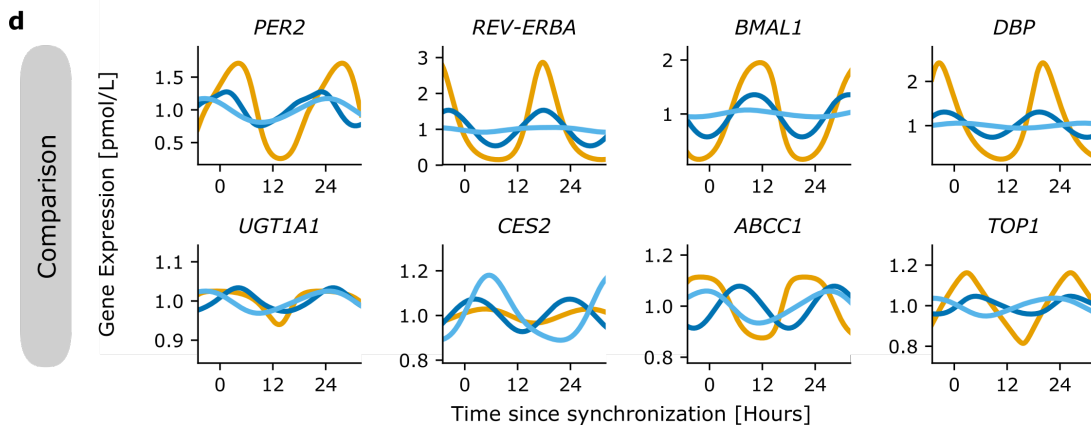 d
Comparison
Gene Expression [pmol/L]
PER2
1.5
1.0
0.5
0 12 24
REV-ERBA
3
2
1
0
0 12 24
BMAL1
2
1
0 12 24
DBP
2
1
0 12 24
UGT1A1
1.1
1.0
0.9
0 12 24
CES2
1.2
1.0
0.8
0 12 24
ABCC1
1.2
1.0
0.8
0 12 24
TOP1
1.2
1.0
0.8
0 12 24
Time since synchronization [Hours]